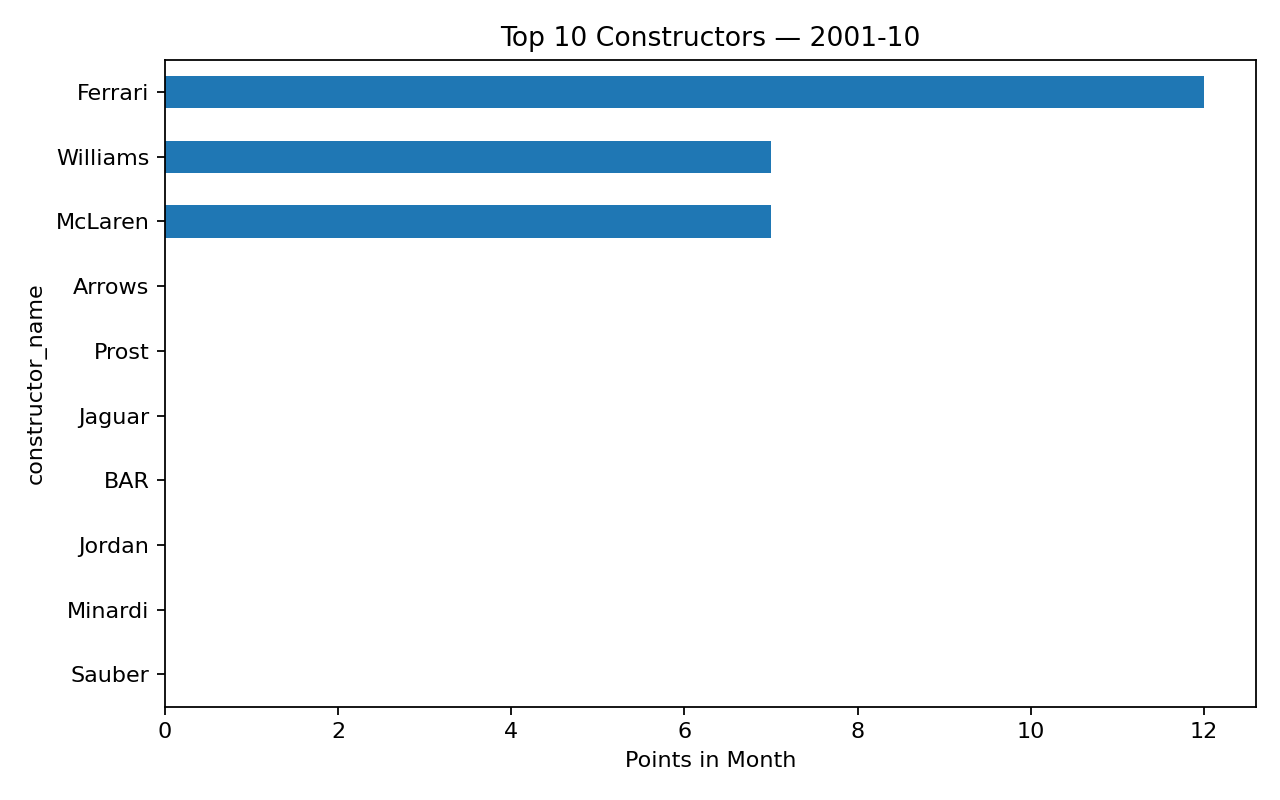 Top 10 Constructors — 2001-10
Ferrari
Williams
McLaren
Arrows
Prost
Jaguar
BAR
Jordan
Minardi
Sauber
constructor_name
0 2 4 6 8 10 12
Points in Month